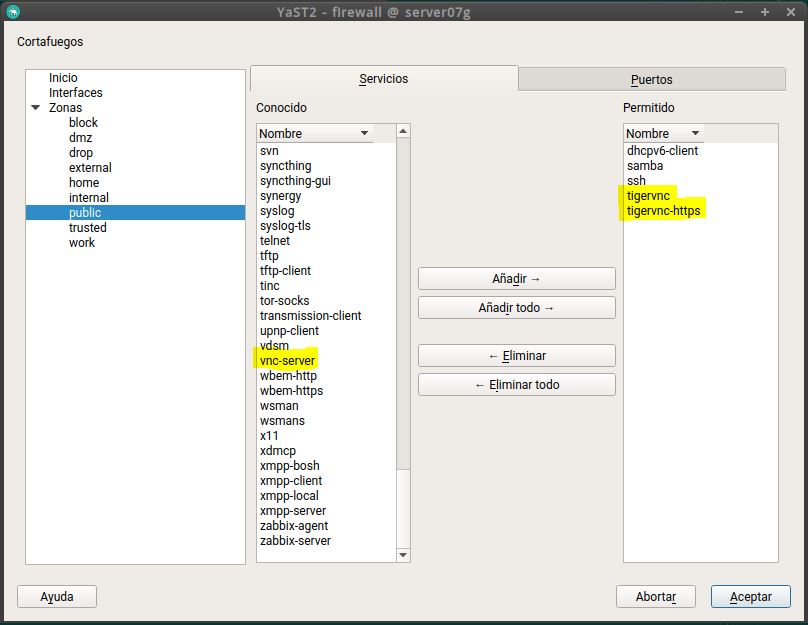 YaST2 - firewall @ server07g
Cortafuegos
Inicio
Interfaces
Zonas
block
dmz
drop
external
home
internal
public
trusted
work
Servicios
Puertos
Conocido
Nombre
svn
syncthing
syncthing-gui
synergy
syslog
syslog-tls
telnet
tftp
tftp-client
tinc
tor-socks
transmission-client
upnp-client
vdsm
vnc-server
wbem-http
wbem-https
wsman
wsmans
x11
xdmcp
xmpp-bosh
xmpp-client
xmpp-local
xmpp-server
zabbix-agent
zabbix-server
Añadir →
Añadir todo →
← Eliminar
← Eliminar todo
Permitido
Nombre
dhcpv6-client
samba
ssh
tigervnc
tigervnc-https
Ayuda
Abortar
Aceptar